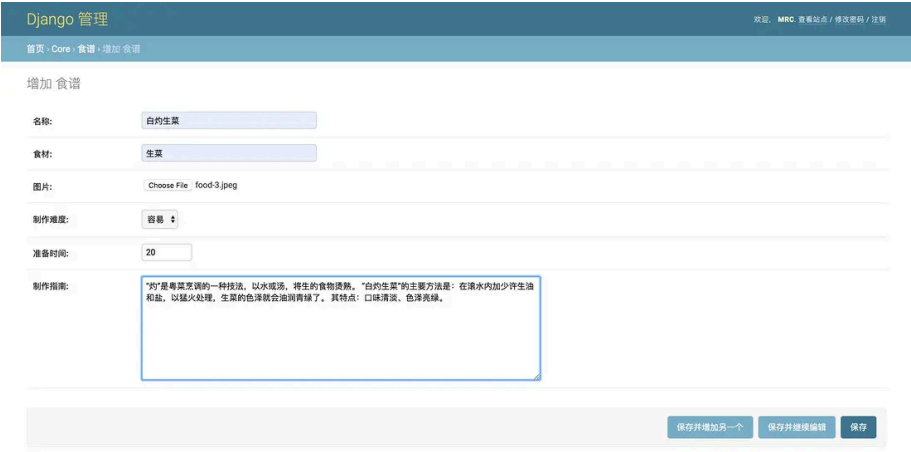 Django 管理
欢迎， MRC. 查看站点 / 修改密码 / 注销
首页 › Core › 食谱 › 增加 食谱
增加 食谱
名称: 白灼生菜
食材: 生菜
图片: Choose File food-3.jpeg
制作难度: 容易
准备时间: 20
制作指南: "灼"是粤菜烹调的一种技法，以水或汤，将生的食物烫熟。 "白灼生菜"的主要方法是：在滚水内加少许生油
和盐，以猛火处理，生菜的色泽就会油润青绿了。 其特点：口味清淡、色泽亮绿。
保存并增加另一个 保存并继续编辑 保存